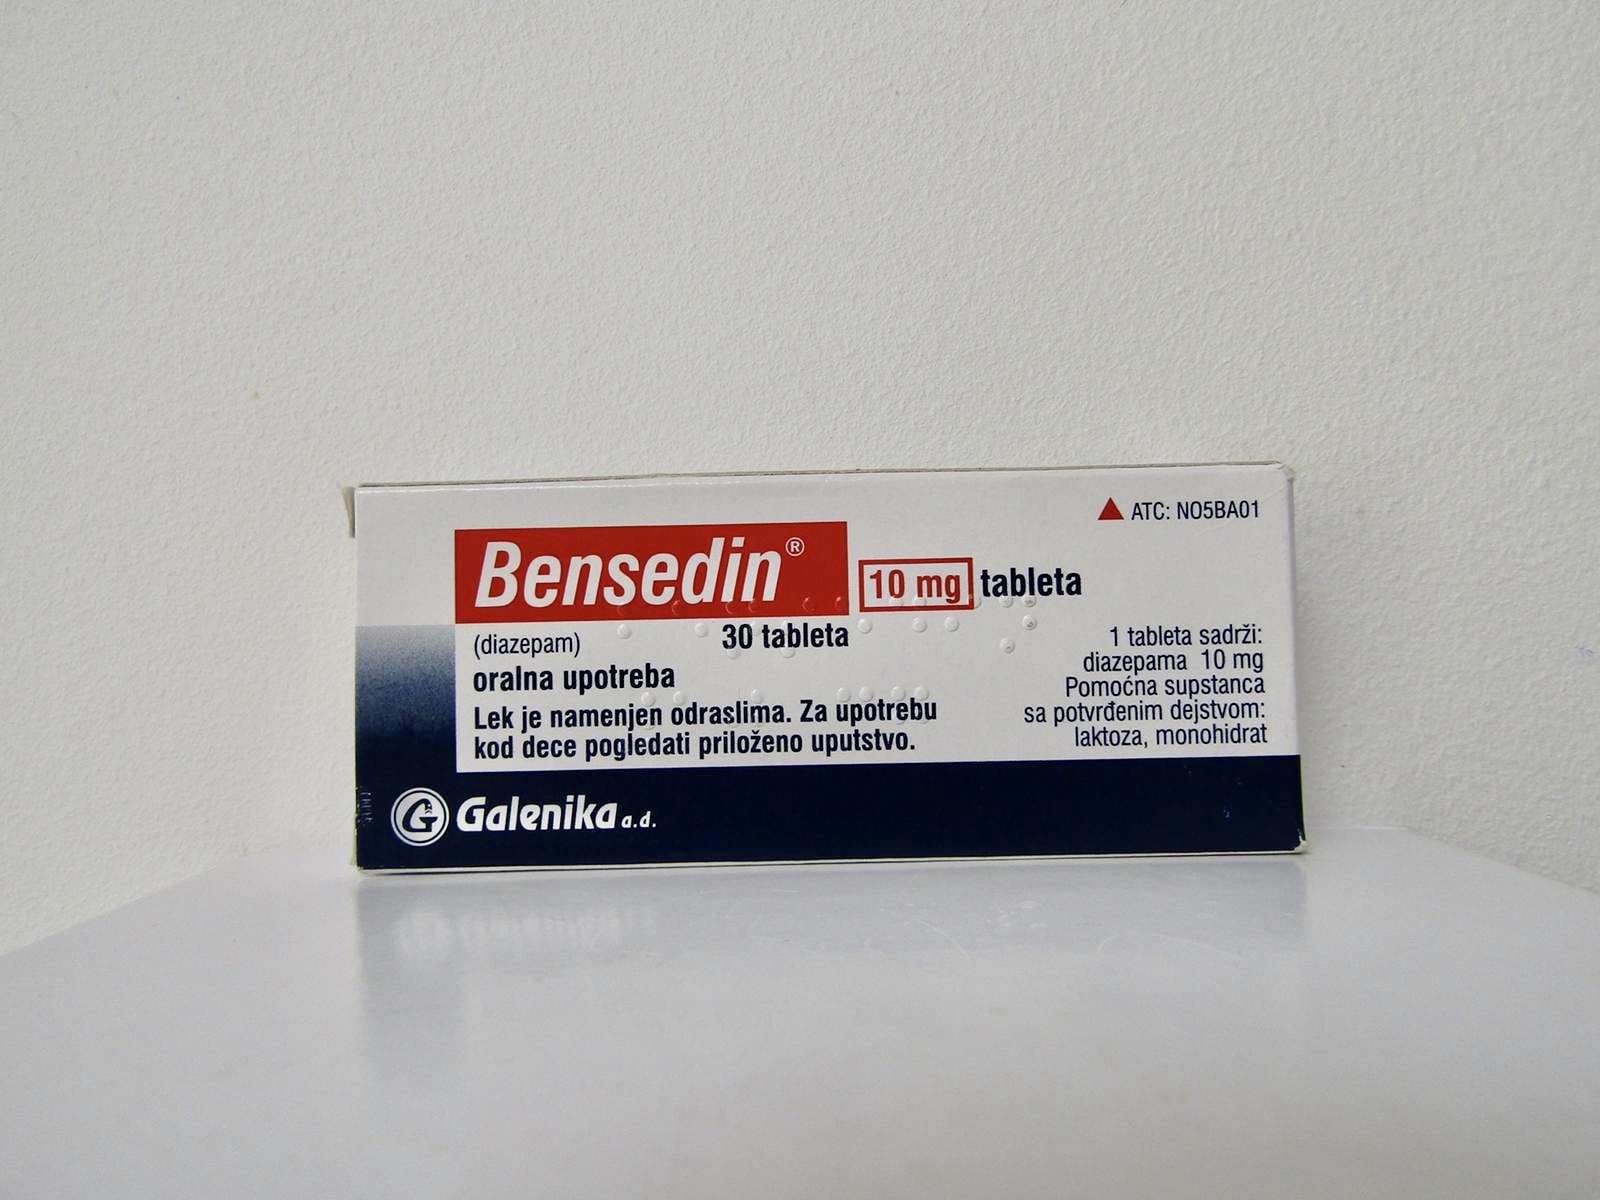 ▲ ATC: NO5BA01
Bensedin® 10 mg tableta
(diazepam) 30 tableta
oralna upotreba
Lek je namenjen odraslima. Za upotrebu
kod dece pogledati priloženo uputstvo.
1 tableta sadrži:
diazepama 10 mg
Pomoćna supstanca
sa potvrđenim dejstvom:
laktoza, monohidrat
G Galenika a.d.